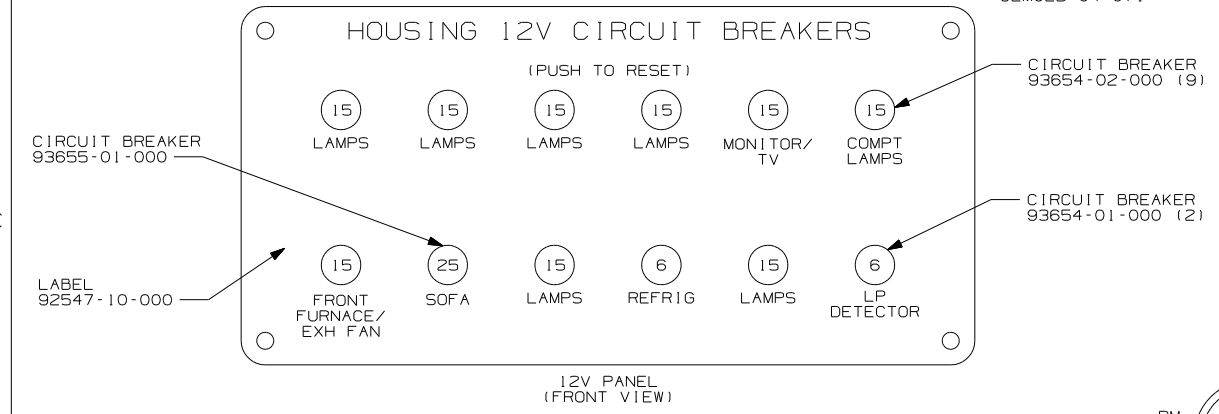 HOUSING 12V CIRCUIT BREAKERS
(PUSH TO RESET)
CIRCUIT BREAKER
93654-02-000 (9)
15 15 15 15 15 15
LAMPS LAMPS LAMPS LAMPS MONITOR/
TV COMPT
LAMPS
CIRCUIT BREAKER
93655-01-000
CIRCUIT BREAKER
93654-01-000 (2)
15 25 15 6 15 6
FRONT
FURNACE/
EXH FAN
SOFA
LAMPS
REFRIG
LAMPS
LP
DETECTOR
LABEL
92547-10-000
12V PANEL
(FRONT VIEW)